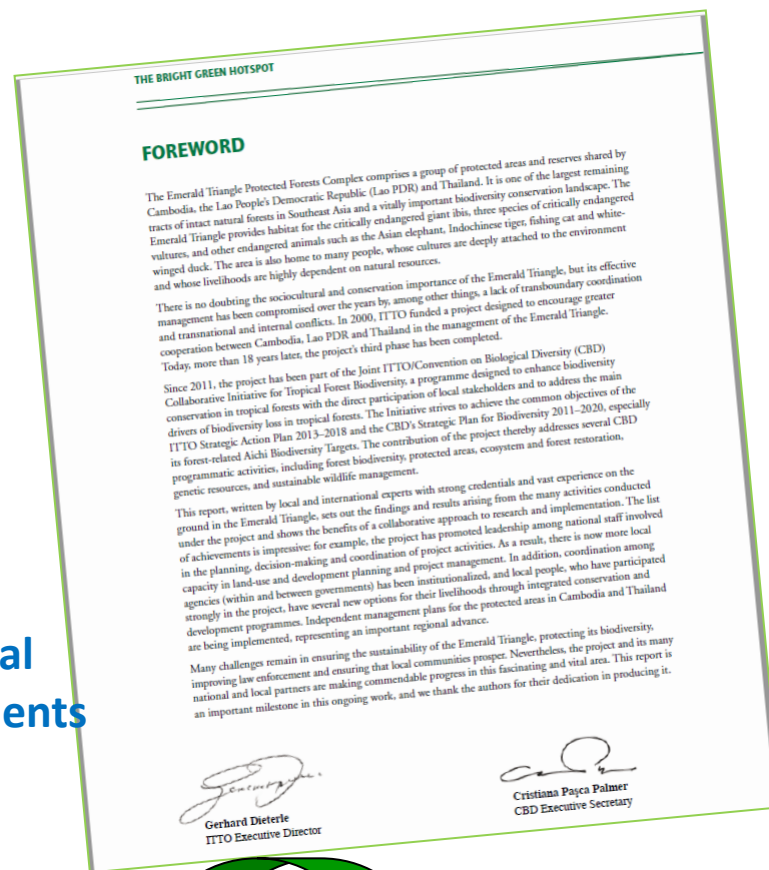 THE BRIGHT GREEN HOTSPOT
FOREWORD
The Emerald Triangle Protected Forests Complex comprises a group of protected areas and reserves shared by
Cambodia, the Lao People's Democratic Republic (Lao PDR) and Thailand. It is one of the largest remaining
tracts of intact natural forests in Southeast Asia and a vitally important biodiversity conservation landscape. The
Emerald Triangle provides habitat for the critically endangered giant ibis, three species of critically endangered
vultures, and other endangered animals such as the Asian elephant, Indochinese tiger, fishing cat and white-
winged duck. The area is also home to many people, whose cultures are deeply attached to the environment
and whose livelihoods are highly dependent on natural resources.
There is no doubting the sociocultural and conservation importance of the Emerald Triangle, but its effective
management has been compromised over the years by, among other things, a lack of transboundary coordination
and transnational and internal conflicts. In 2000, ITTO funded a project designed to encourage greater
cooperation between Cambodia, Lao PDR and Thailand in the management of the Emerald Triangle.
Today, more than 18 years later, the project's third phase has been completed.
Since 2011, the project has been part of the Joint ITTO/Convention on Biological Diversity (CBD)
Collaborative Initiative for Tropical Forest Biodiversity, a programme designed to enhance biodiversity
conservation in tropical forests with the direct participation of local stakeholders and to address the main
drivers of biodiversity loss in tropical forests. The Initiative strives to achieve the common objectives of the
ITTO Strategic Action Plan 2013–2018 and the CBD's Strategic Plan for Biodiversity 2011–2020, especially
its forest-related Aichi Biodiversity Targets. The contribution of the project thereby addresses several CBD
programmatic activities, including forest biodiversity, protected areas, ecosystem and forest restoration,
genetic resources, and sustainable wildlife management.
This report, written by local and international experts with strong credentials and vast experience on the
ground in the Emerald Triangle, sets out the findings and results arising from the many activities conducted
under the project and shows the benefits of a collaborative approach to research and implementation. The list
of achievements is impressive: for example, the project has promoted leadership among national staff involved
in the planning, decision-making and coordination of project activities. As a result, there is now more local
capacity in land-use and development planning and project management. In addition, coordination among
agencies (within and between governments) has been institutionalized, and local people, who have participated
strongly in the project, have several new options for their livelihoods through integrated conservation and
development programmes. Independent management plans for the protected areas in Cambodia and Thailand
are being implemented, representing an important regional advance.
Many challenges remain in ensuring the sustainability of the Emerald Triangle, protecting its biodiversity,
improving law enforcement and ensuring that local communities prosper. Nevertheless, the project and its many
national and local partners are making commendable progress in this fascinating and vital area. This report is
an important milestone in this ongoing work, and we thank the authors for their dedication in producing it.
al
ents
Gerhard Dieterle
ITTO Executive Director
Cristiana Paşca Palmer
CBD Executive Secretary